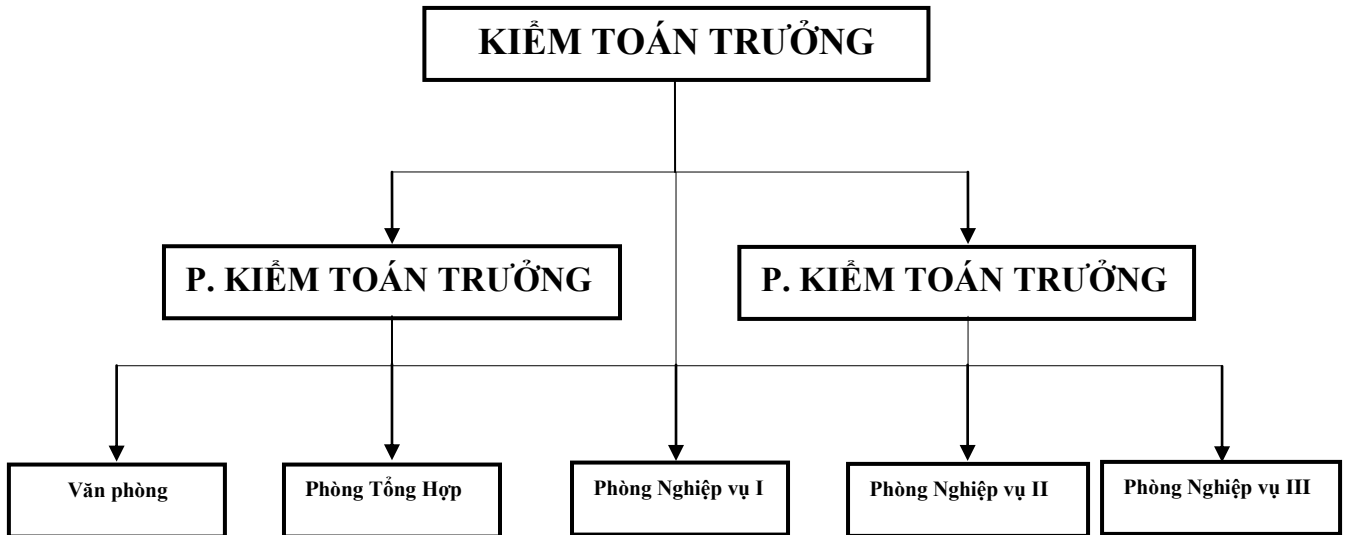 KIỂM TOÁN TRƯỞNG
P. KIỂM TOÁN TRƯỞNG
P. KIỂM TOÁN TRƯỞNG
Văn phòng
Phòng Tổng Hợp
Phòng Nghiệp vụ I
Phòng Nghiệp vụ II
Phòng Nghiệp vụ III